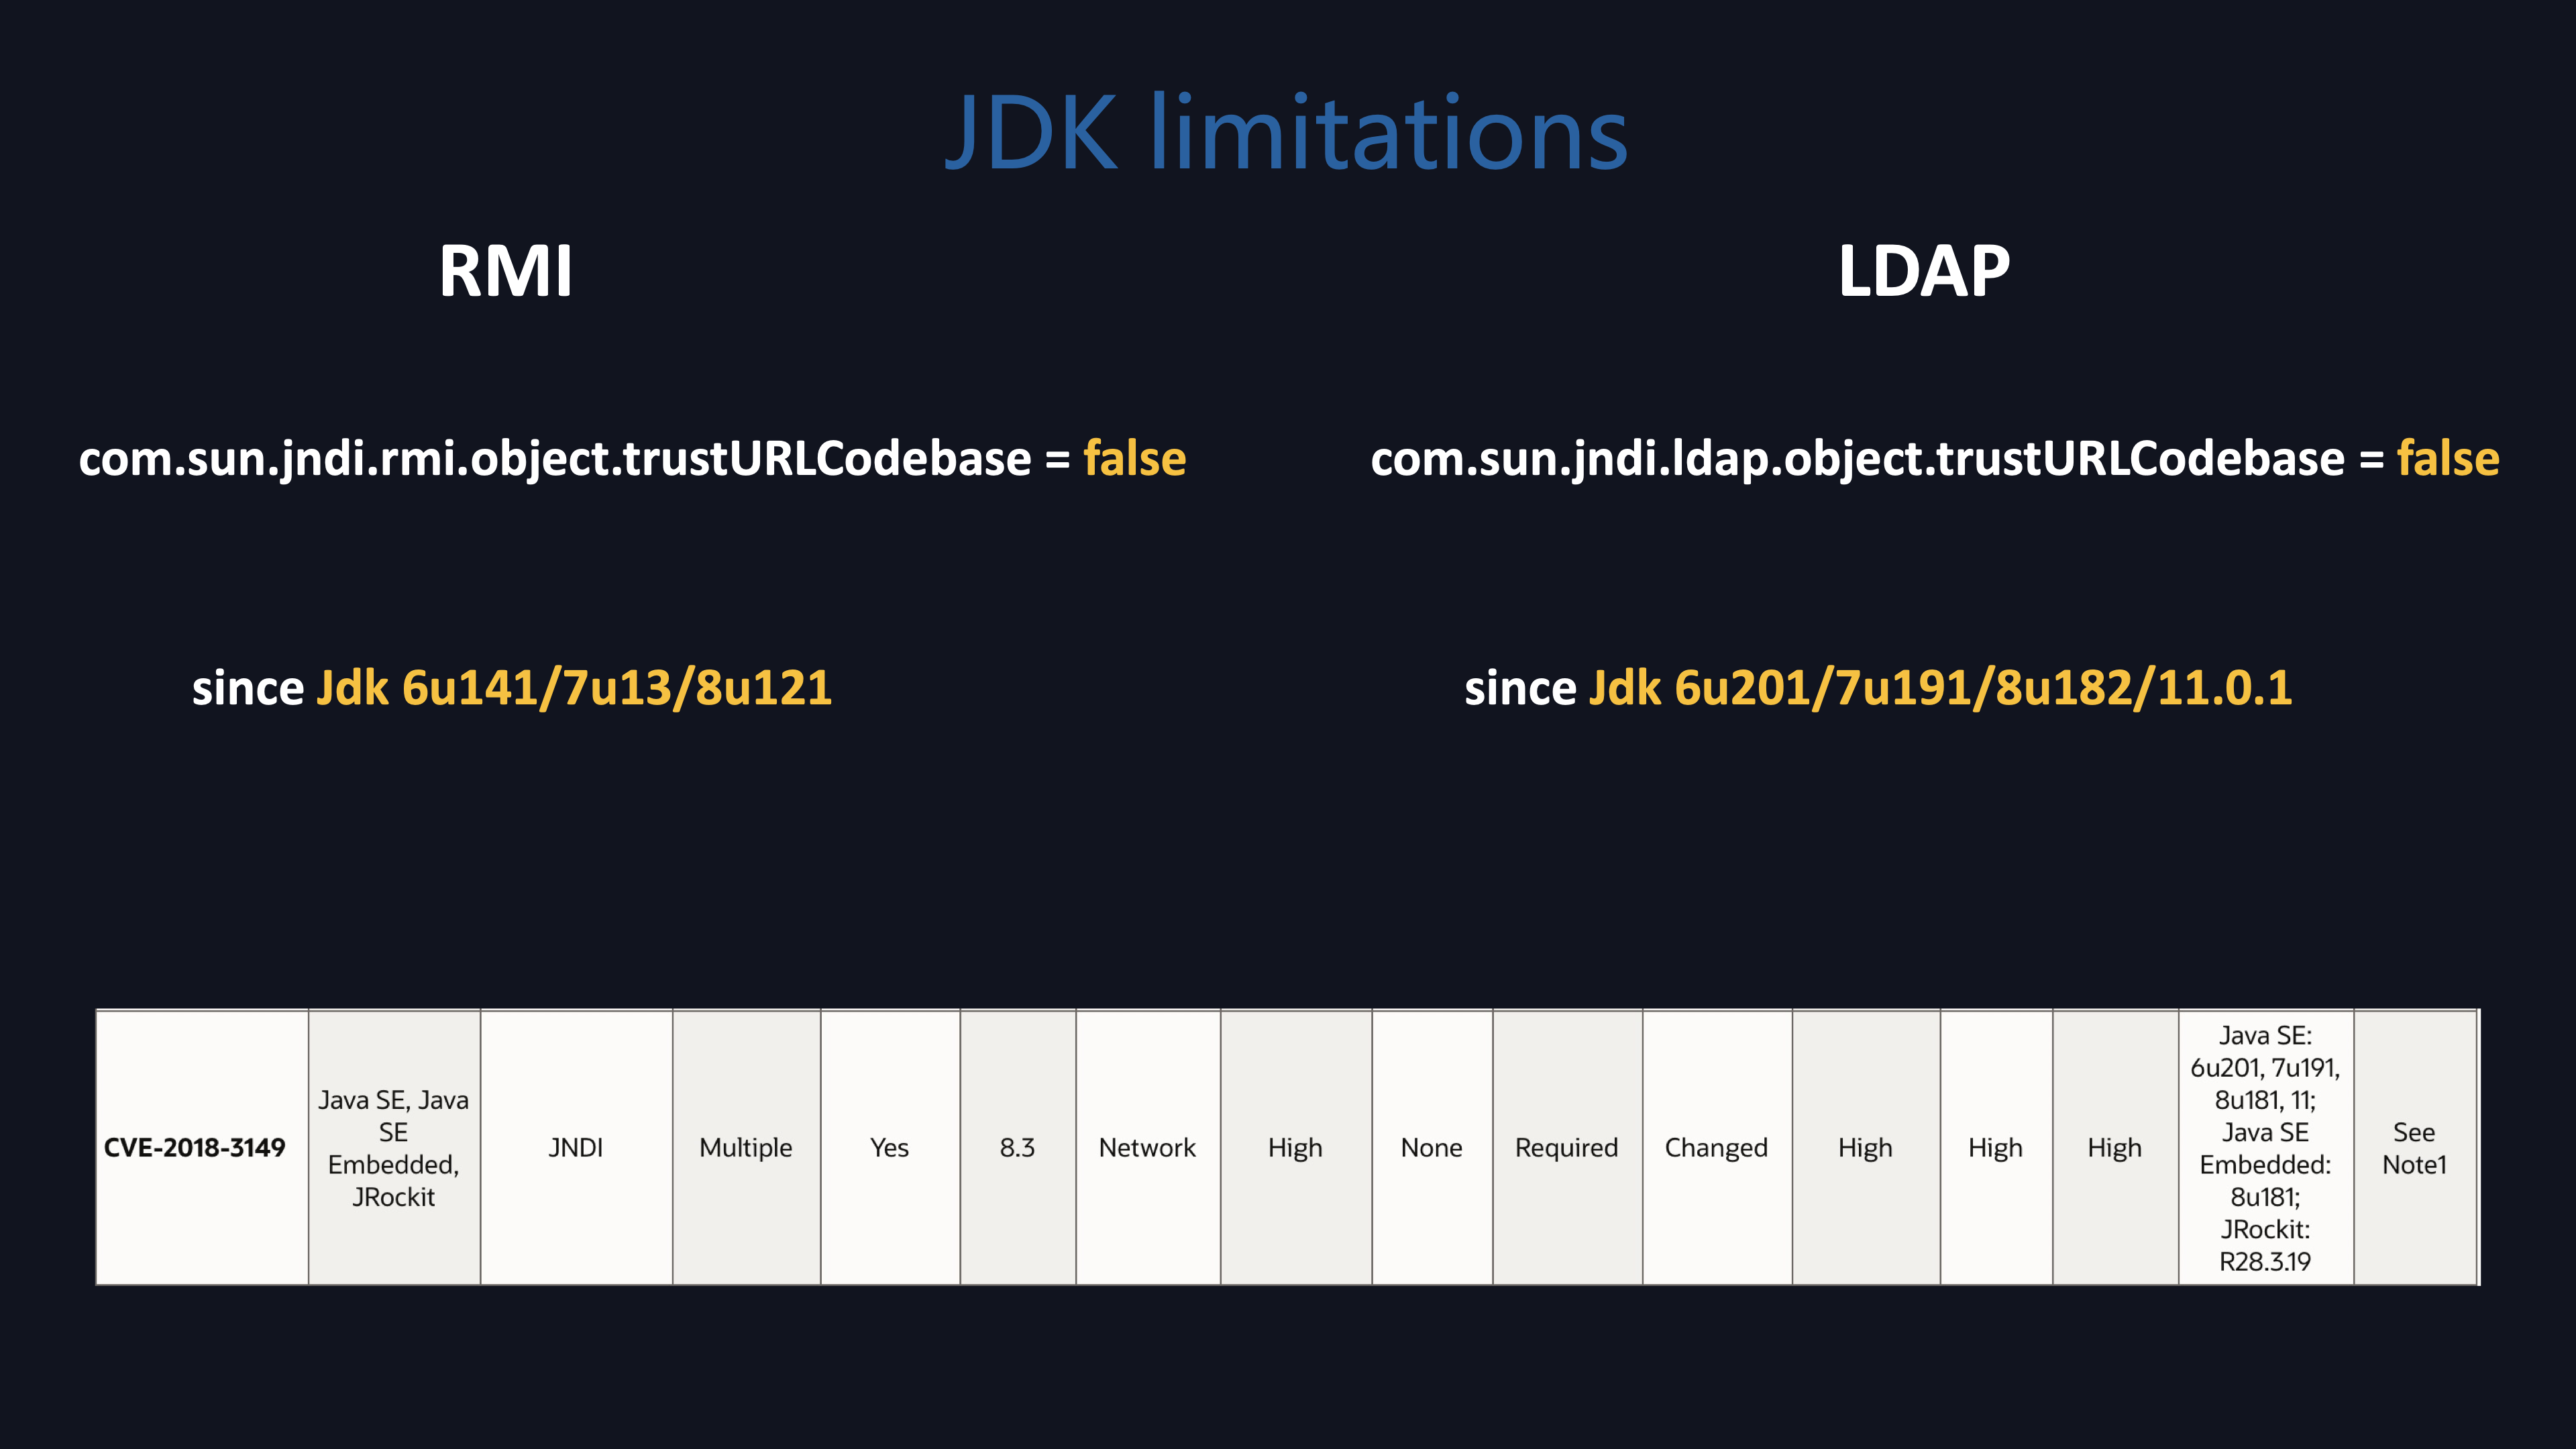 JDK limitations
RMI
LDAP
com.sun.jndi.rmi.object.trustURLCodebase = false
com.sun.jndi.ldap.object.trustURLCodebase = false
since Jdk 6u141/7u13/8u121
since Jdk 6u201/7u191/8u182/11.0.1
CVE-2018-3149
Java SE, Java
SE
Embedded,
JRockit
JNDI
Multiple
Yes
8.3
Network
High
None
Required
Changed
High
High
High
Java SE:
6u201, 7u191,
8u181, 11;
Java SE
Embedded:
8u181;
JRockit:
R28.3.19
See
Note1